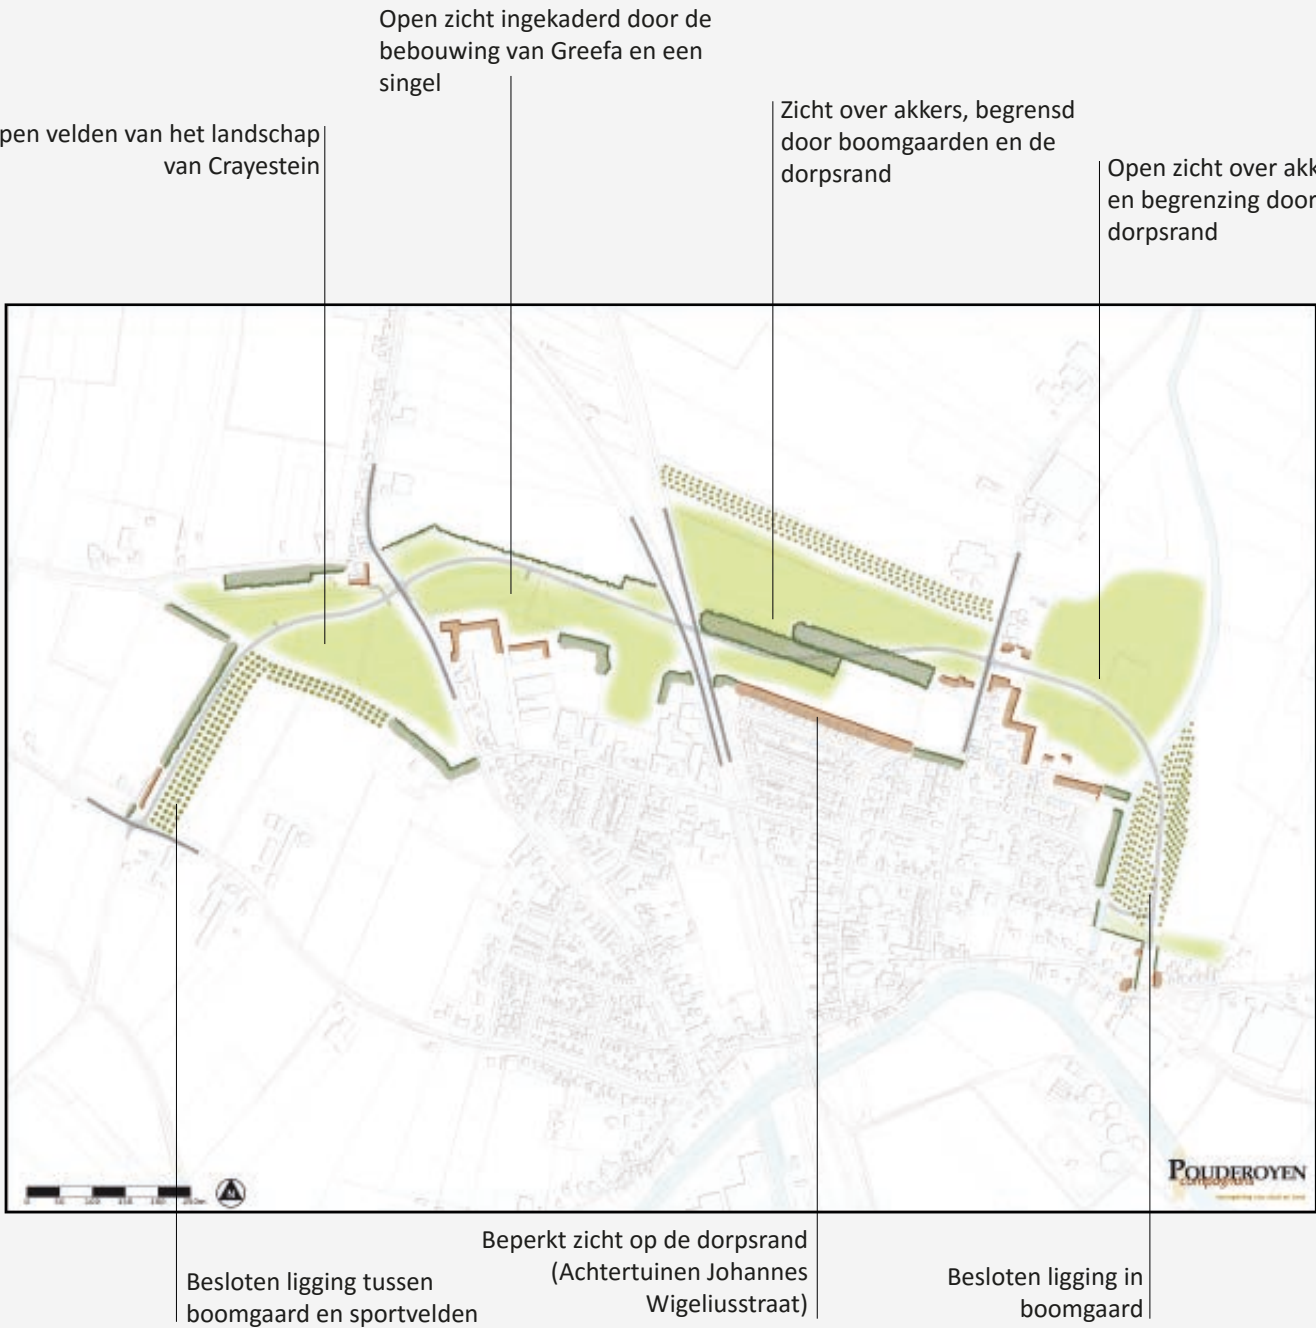 Open zicht ingekaderd door de
bebouwing van Greefa en een
singel
pen velden van het landschap
van Crayestein
Zicht over akkers, begrensd
door boomgaarden en de
dorpsrand
Open zicht over akk
en begrenzing door
dorpsrand
N
POUDEROYEN
compagnons
Besloten ligging tussen
boomgaard en sportvelden
Beperkt zicht op de dorpsrand
(Achtertuinen Johannes
Wigeliusstraat)
Besloten ligging in
boomgaard